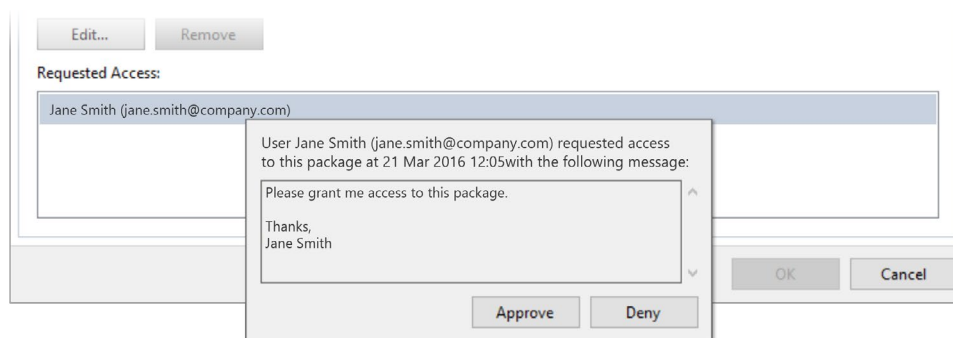 Edit...
Remove
Requested Access:
Jane Smith (jane.smith@company.com)
User Jane Smith (jane.smith@company.com) requested access
to this package at 21 Mar 2016 12:05with the following message:
Please grant me access to this package.
Thanks,
Jane Smith
OK
Cancel
Approve
Deny